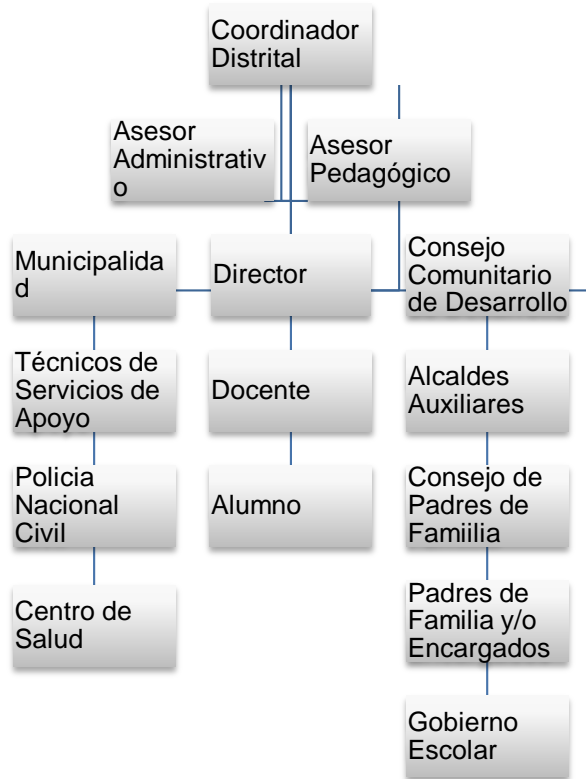 Coordinador
Distrital
Asesor
Administrativ
o
Asesor
Pedagógico
Municipalida
d
Director
Consejo
Comunitario
de Desarrollo
Técnicos de
Servicios de
Apoyo
Docente
Alcaldes
Auxiliares
Policia
Nacional
Civil
Alumno
Consejo de
Padres de
Famiilia
Centro de
Salud
Padres de
Familia y/o
Encargados
Gobierno
Escolar